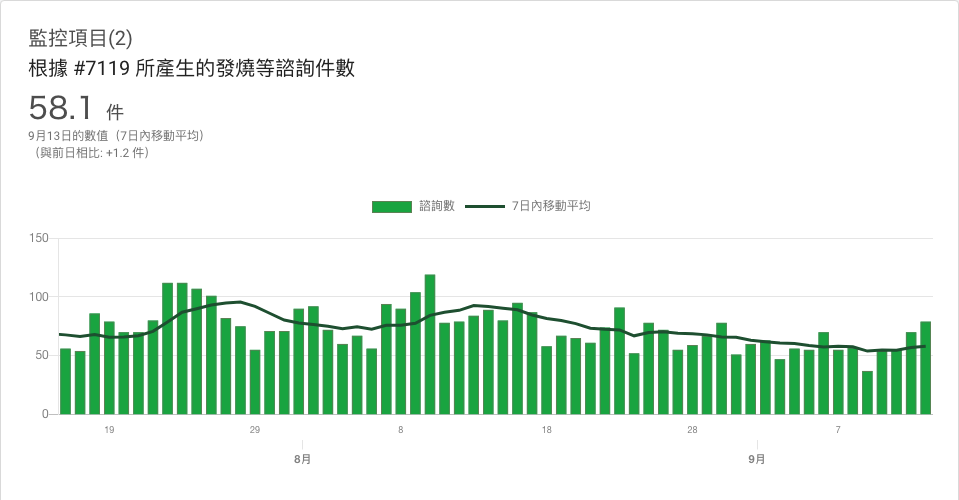 監控項目(2)
根據 #7119 所產生的發燒等諮詢件數
58.1 件
9月13日的數值（7日內移動平均）
（與前日相比: +1.2 件）
諮詢數 7日內移動平均
150
100
50
0
19 29 8 18 28 7
8月 9月